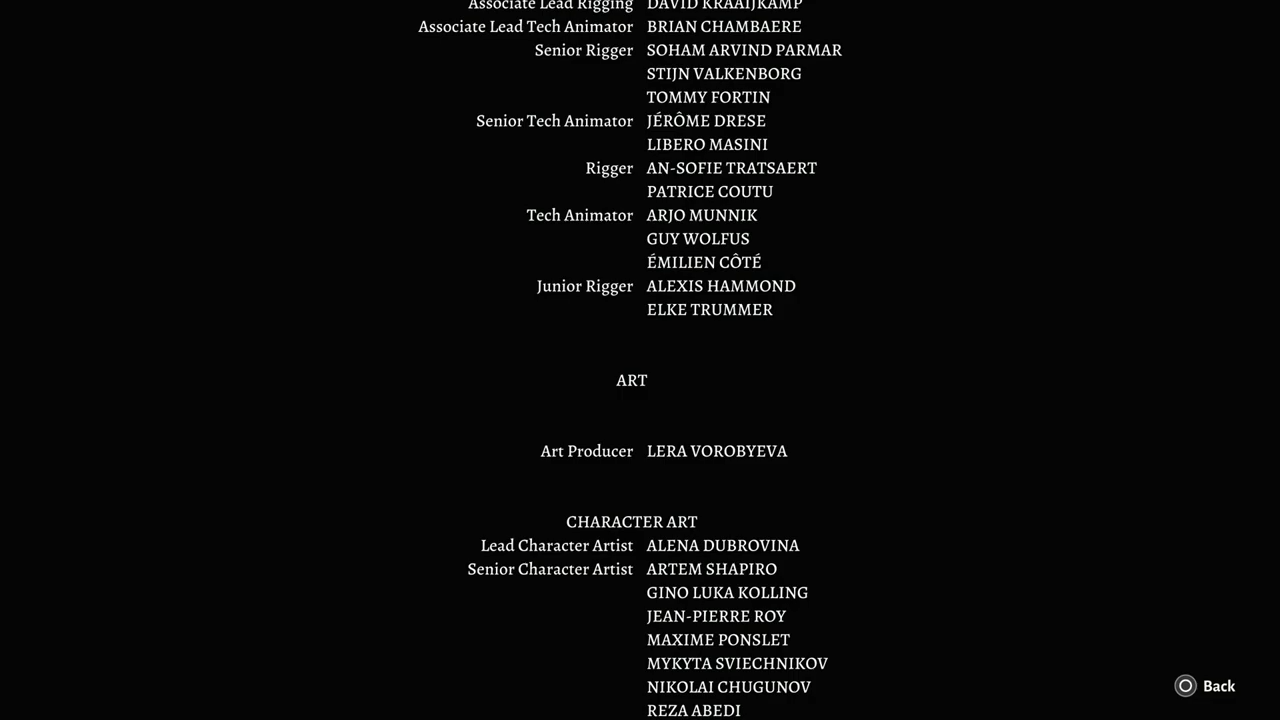 Associate Lead Rigging DAVID KRAAIJKAMP
Associate Lead Tech Animator BRIAN CHAMBAERE
Senior Rigger SOHAM ARVIND PARMAR
STIJN VALKENBORG
TOMMY FORTIN
Senior Tech Animator JÉRÔME DRESE
LIBERO MASINI
Rigger AN-SOFIE TRATSAERT
PATRICE COUTU
Tech Animator ARJO MUNNIK
GUY WOLFUS
ÉMILIEN CÔTÉ
Junior Rigger ALEXIS HAMMOND
ELKE TRUMMER
ART
Art Producer LERA VOROBYEVA
CHARACTER ART
Lead Character Artist ALENA DUBROVINA
Senior Character Artist ARTEM SHAPIRO
GINO LUKA KOLLING
JEAN-PIERRE ROY
MAXIME PONSLET
MYKYTA SVIECHNIKOV
NIKOLAI CHUGUNOV
REZA ABEDI
Back